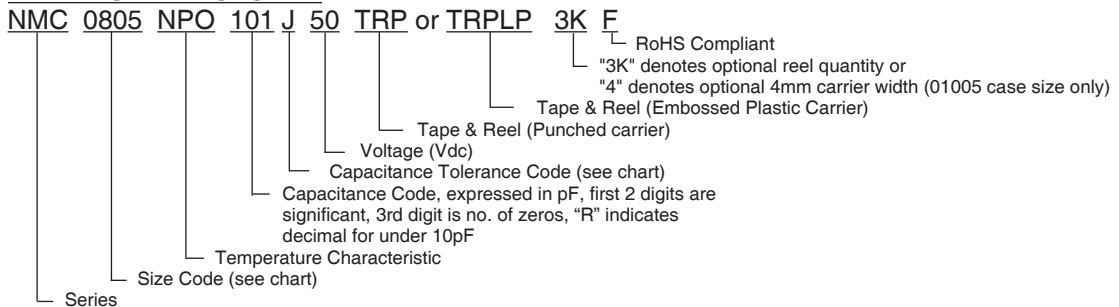 NMC 0805 NPO 101 J 50 TRP or TRPLP 3K F
RoHS Compliant
"3K" denotes optional reel quantity or
"4" denotes optional 4mm carrier width (01005 case size only)
Tape & Reel (Embossed Plastic Carrier)
Tape & Reel (Punched carrier)
Voltage (Vdc)
Capacitance Tolerance Code (see chart)
Capacitance Code, expressed in pF, first 2 digits are
significant, 3rd digit is no. of zeros, “R” indicates
decimal for under 10pF
Temperature Characteristic
Size Code (see chart)
Series